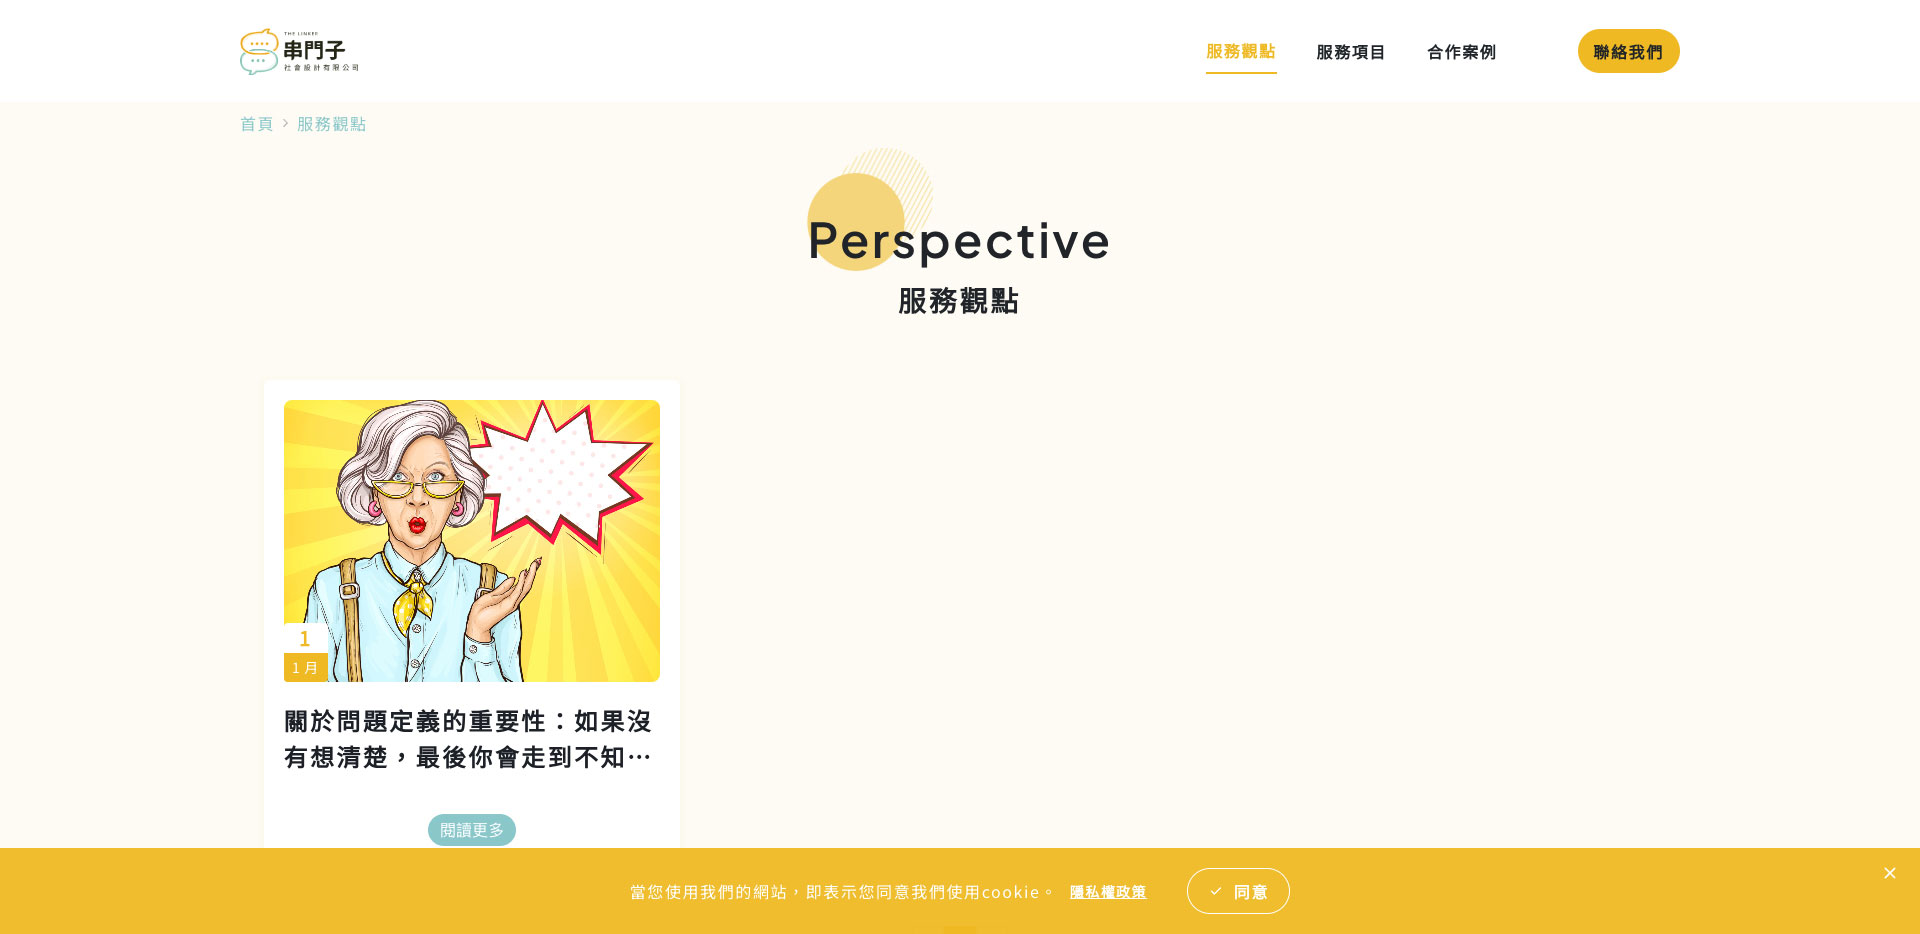 THE LINKER
串門子
社會設計有限公司
服務觀點
服務項目
合作案例
聯絡我們
首頁 > 服務觀點
Perspective
服務觀點
1
1 月
關於問題定義的重要性：如果沒
有想清楚，最後你會走到不知…
閱讀更多
當您使用我們的網站，即表示您同意我們使用cookie。 隱私權政策
同意